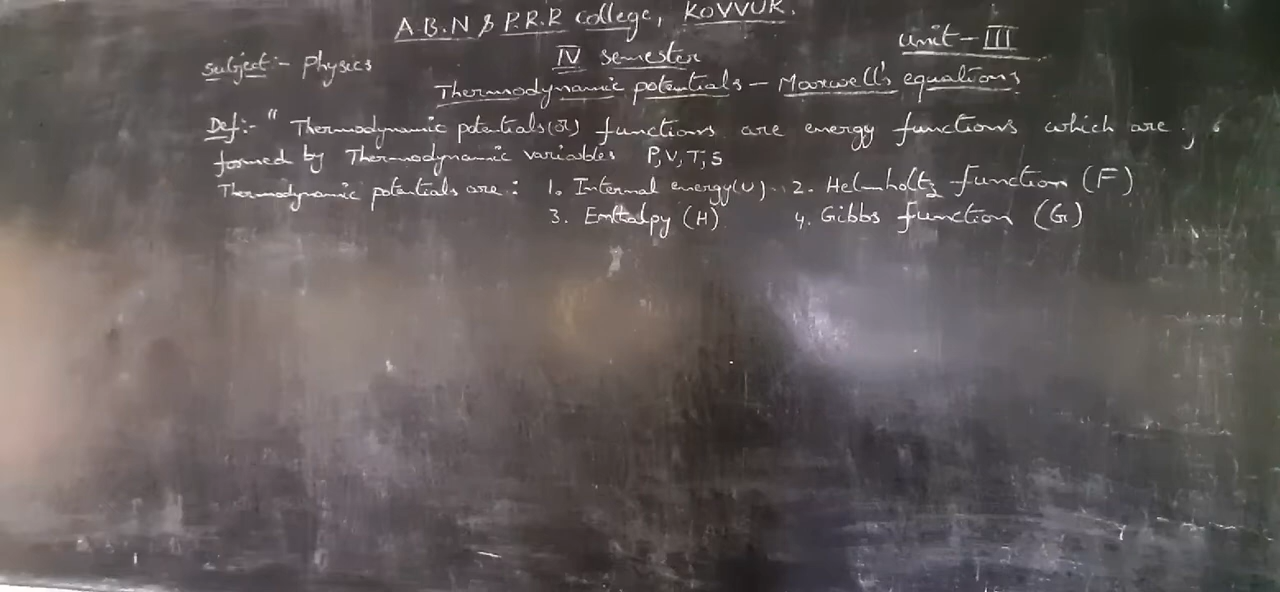 A.B.N & P.R.R College, KOVVUR.
Subject:- Physics IV semester Unit-III
Thermodynamic potentials - Maxwell's equations
Def:- " Thermodynamic potentials (or) functions are energy functions which are
formed by Thermodynamic variables P,V,T,S
Thermodynamic potentials are : 1. Internal energy(U) 2. Helmholtz function (F)
3. Enthalpy (H) 4. Gibbs function (G)